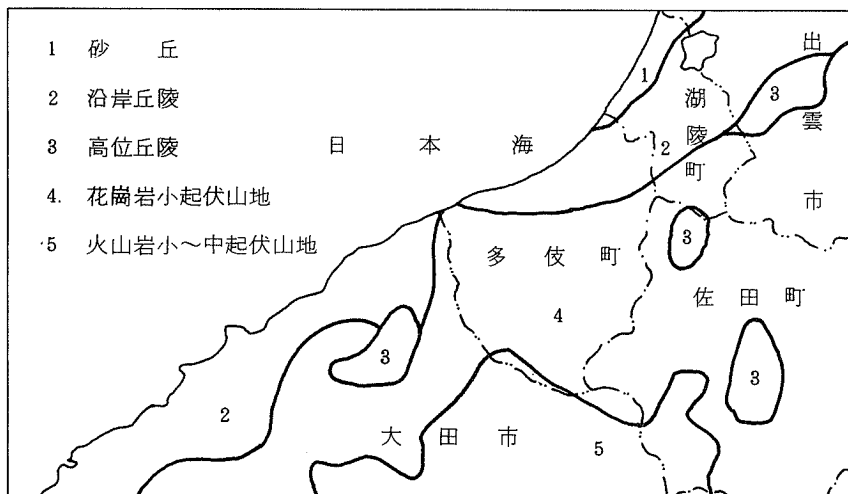 1 砂丘
2 沿岸丘陵
3 高位丘陵
4. 花崗岩小起伏山地
5 火山岩小～中起伏山地
日本海
出雲市
湖陵町
多伎町
佐田町
大田市
1
2
3
3
3
3
4
2
5